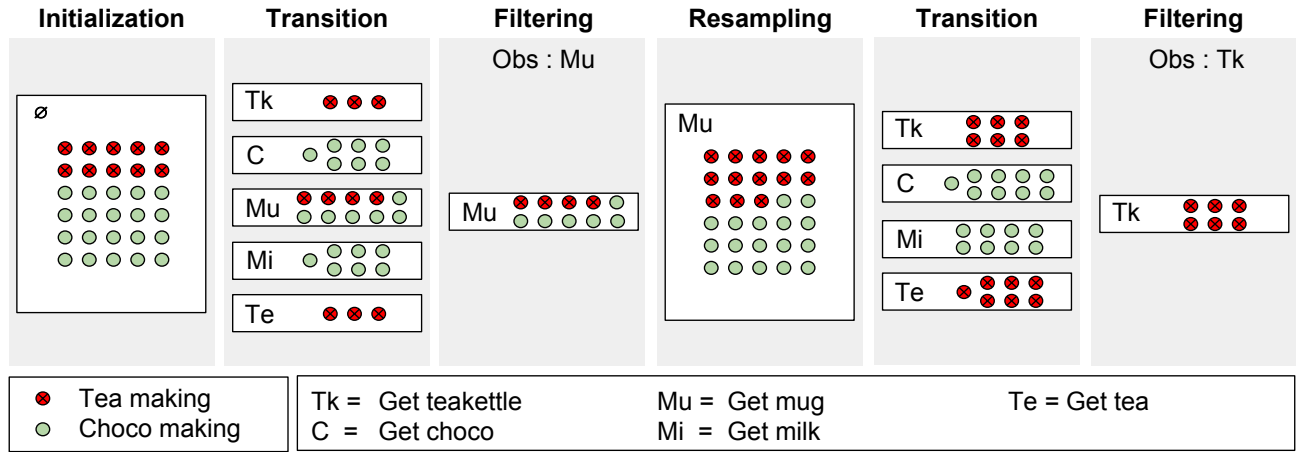 Initialization Transition Filtering Resampling Transition Filtering
Obs : Mu Obs : Tk
∅
Tk
C
Mu
Mi
Te
Mu
Mu
Tk
C
Mi
Te
Tk
Tea making
Choco making
Tk = Get teakettle Mu = Get mug Te = Get tea
C = Get choco Mi = Get milk